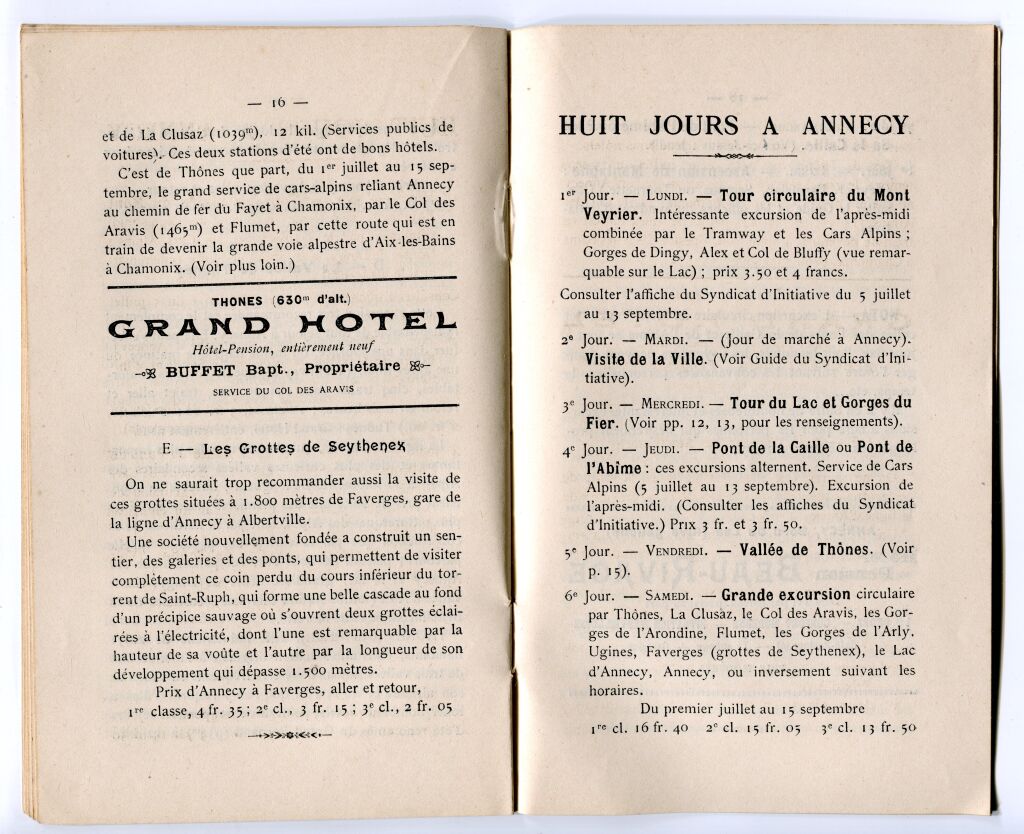 — 16 —
et de La Clusaz (1039m), 12 kil. (Services publics de
voitures). Ces deux stations d'été ont de bons hôtels.
C'est de Thônes que part, du 1er juillet au 15 sep-
tembre, le grand service de cars-alpins reliant Annecy
au chemin de fer du Fayet à Chamonix, par le Col des
Aravis (1465m) et Flumet, par cette route qui est en
train de devenir la grande voie alpestre d'Aix-les-Bains
à Chamonix. (Voir plus loin.)
THONES (630m d'alt.)
GRAND HOTEL
Hôtel-Pension, entièrement neuf
BUFFET Bapt., Propriétaire
SERVICE DU COL DES ARAVIS
E — Les Grottes de Seythenex
On ne saurait trop recommander aussi la visite de
ces grottes situées à 1.800 mètres de Faverges, gare de
la ligne d'Annecy à Albertville.
Une société nouvellement fondée a construit un sen-
tier, des galeries et des ponts, qui permettent de visiter
complètement ce coin perdu du cours inférieur du tor-
rent de Saint-Ruph, qui forme une belle cascade au fond
d'un précipice sauvage où s'ouvrent deux grottes éclai-
rées à l'électricité, dont l'une est remarquable par la
hauteur de sa voûte et l'autre par la longueur de son
développement qui dépasse 1.500 mètres.
Prix d'Annecy à Faverges, aller et retour,
1re classe, 4 fr. 35 ; 2e cl., 3 fr. 15 ; 3e cl., 2 fr. 05
HUIT JOURS A ANNECY
1er Jour. — LUNDI. — Tour circulaire du Mont
Veyrier. Intéressante excursion de l'après-midi
combinée par le Tramway et les Cars Alpins ;
Gorges de Dingy, Alex et Col de Bluffy (vue remar-
quable sur le Lac) ; prix 3.50 et 4 francs.
Consulter l'affiche du Syndicat d'Initiative du 5 juillet
au 13 septembre.
2e Jour. — MARDI. — (Jour de marché à Annecy).
Visite de la Ville. (Voir Guide du Syndicat d'Ini-
tiative).
3e Jour. — MERCREDI. — Tour du Lac et Gorges du
Fier. (Voir pp. 12, 13, pour les renseignements).
4e Jour. — JEUDI. — Pont de la Caille ou Pont de
l'Abîme : ces excursions alternent. Service de Cars
Alpins (5 juillet au 13 septembre). Excursion de
l'après-midi. (Consulter les affiches du Syndicat
d'Initiative.) Prix 3 fr. et 3 fr. 50.
5e Jour. — VENDREDI. — Vallée de Thônes. (Voir
p. 15).
6e Jour. — SAMEDI. — Grande excursion circulaire
par Thônes, La Clusaz, le Col des Aravis, les Gor-
ges de l'Arondine, Flumet, les Gorges de l'Arly.
Ugines, Faverges (grottes de Seythenex), le Lac
d'Annecy, Annecy, ou inversement suivant les
horaires.
Du premier juillet au 15 septembre
1re cl. 16 fr. 40 2e cl. 15 fr. 05 3e cl. 13 fr. 50